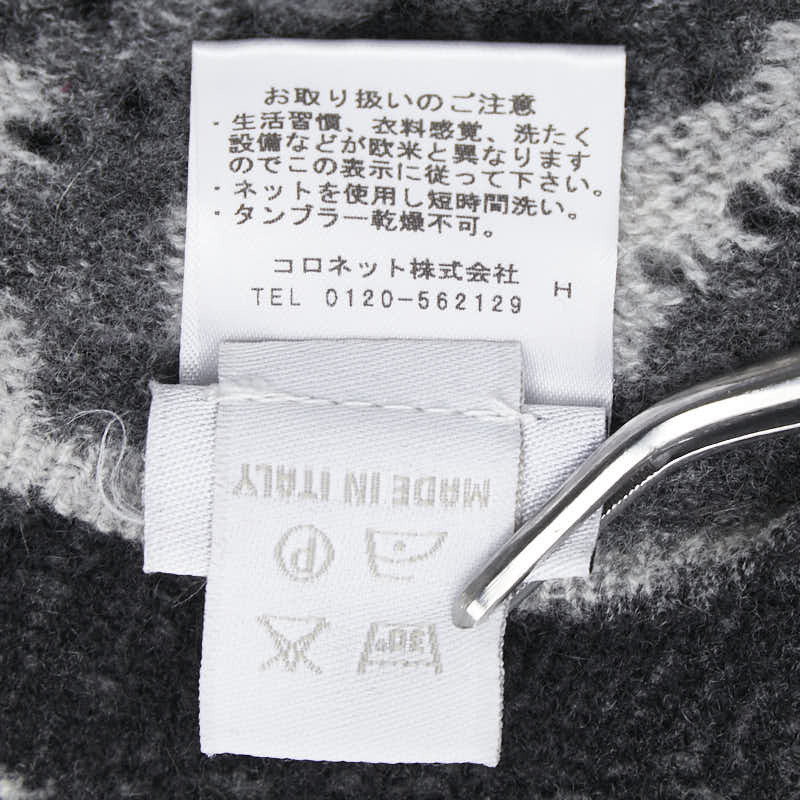 お取り扱いのご注意
・生活習慣、衣料感覚、洗たく
設備などが欧米と異なります
のでこの表示に従って下さい。
・ネットを使用し短時間洗い。
・タンブラー乾燥不可。
コロネット株式会社
TEL 0120-562129 H
MADE IN ITALY
P
30°